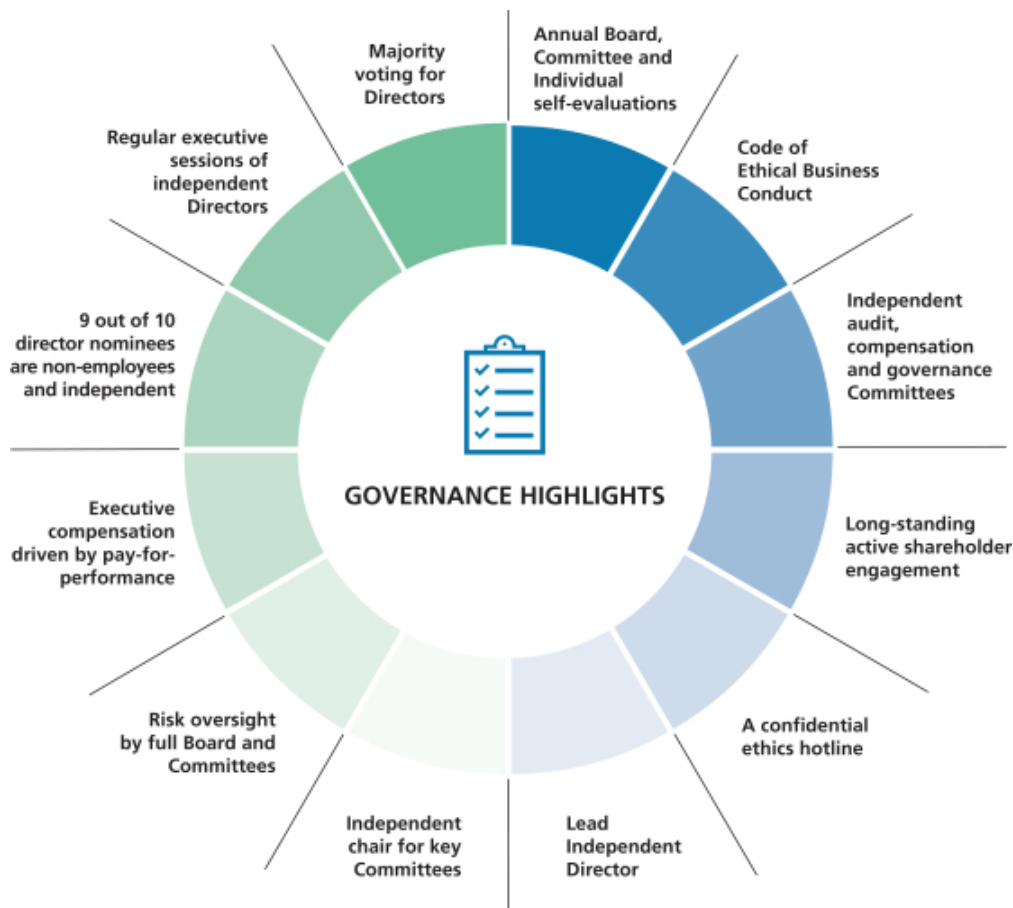 Annual Board,
Committee and
Individual
self-evaluations
Code of
Ethical Business
Conduct
Independent
audit,
compensation
and governance
Committees
Long-standing
active shareholder
engagement
A confidential
ethics hotline
Lead
Independent
Director
Independent
chair for key
Committees
Risk oversight
by full Board and
Committees
Executive
compensation
driven by pay-for-
performance
9 out of 10
director nominees
are non-employees
and independent
Regular executive
sessions of
independent
Directors
Majority
voting for
Directors
GOVERNANCE HIGHLIGHTS